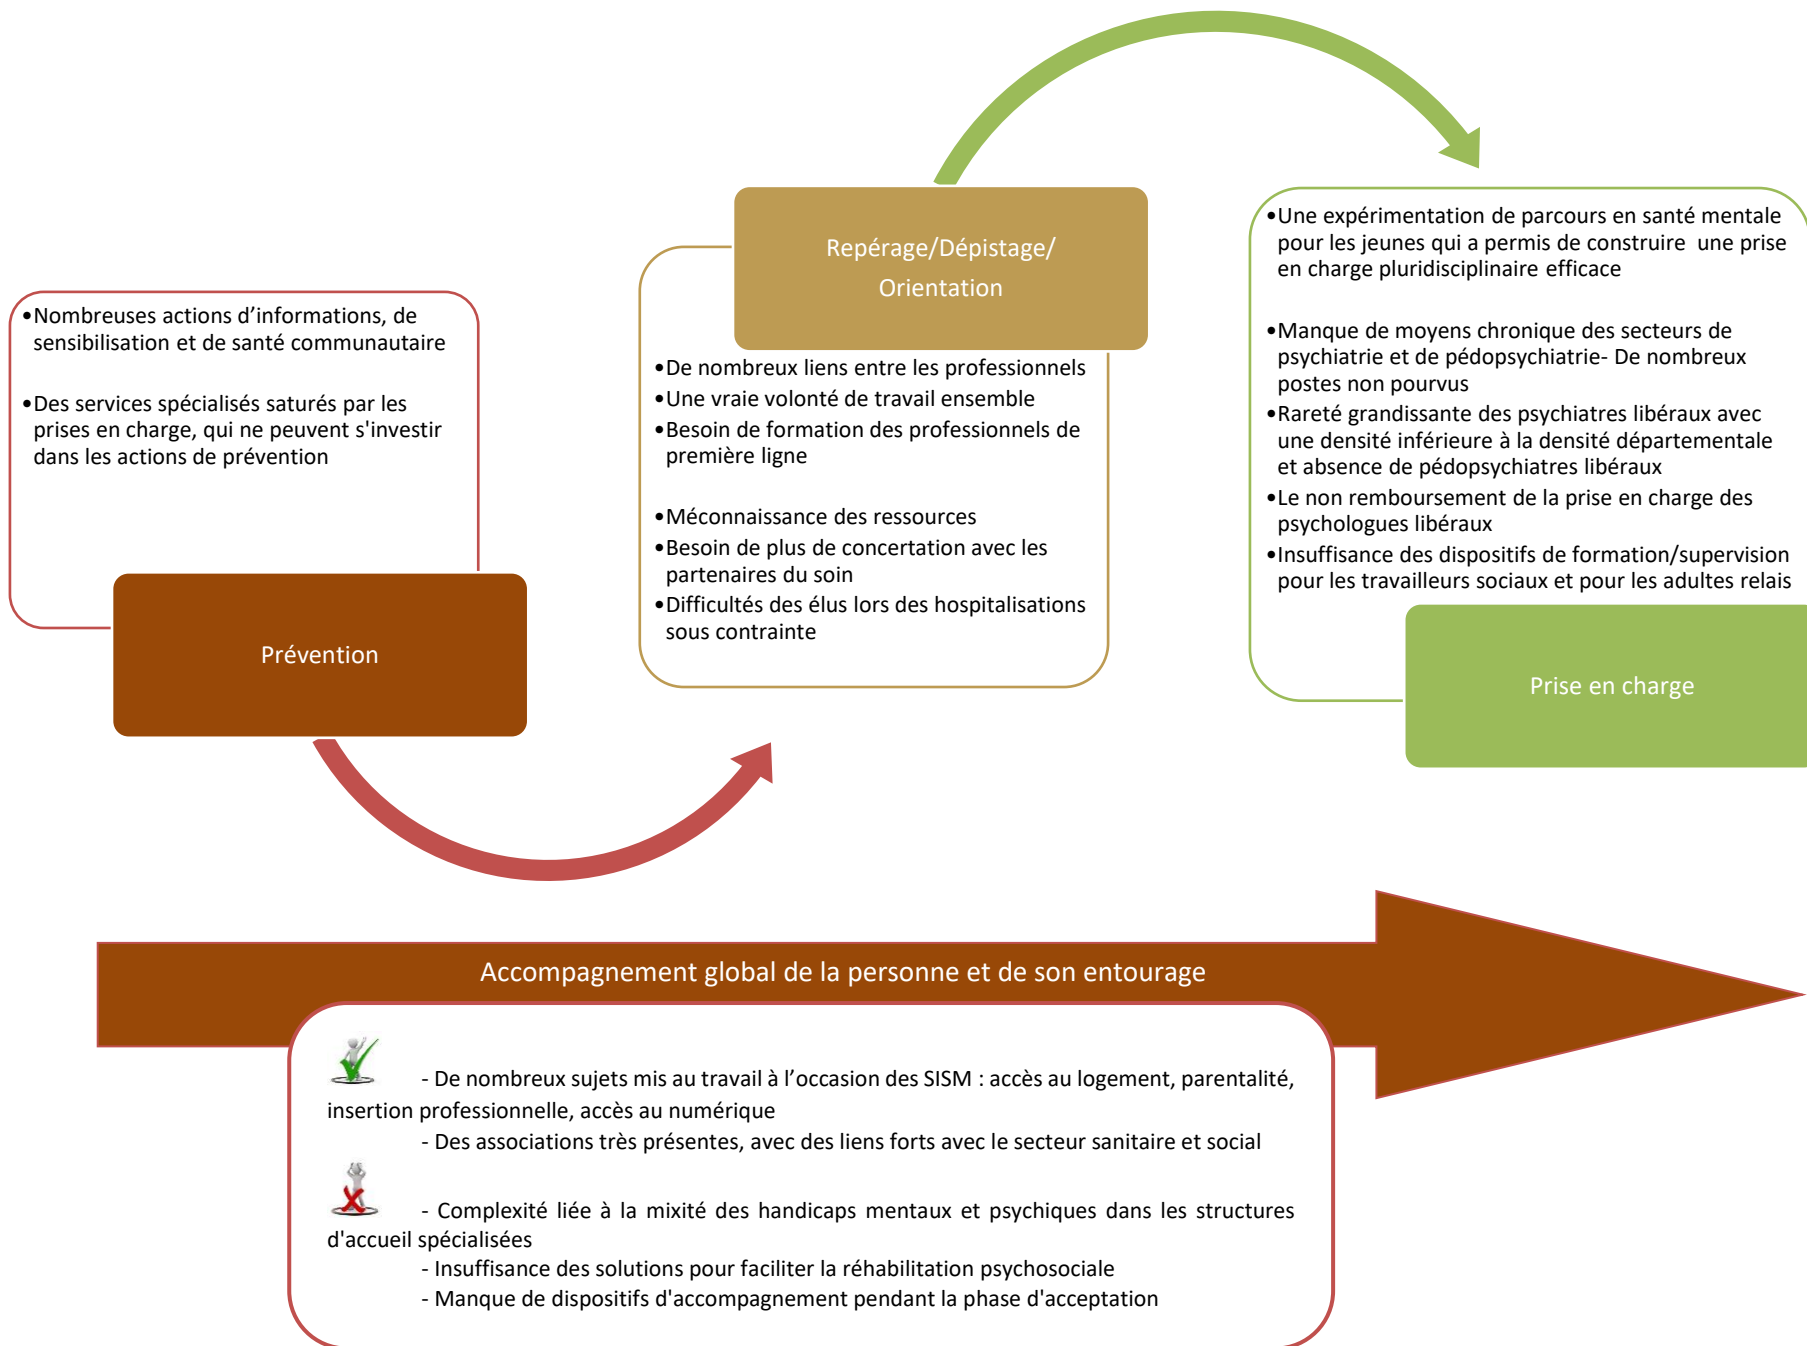 •Nombreuses actions d’informations, de
sensibilisation et de santé communautaire
•Des services spécialisés saturés par les
prises en charge, qui ne peuvent s'investir
dans les actions de prévention
Prévention
Repérage/Dépistage/
Orientation
•De nombreux liens entre les professionnels
•Une vraie volonté de travail ensemble
•Besoin de formation des professionnels de
première ligne
•Méconnaissance des ressources
•Besoin de plus de concertation avec les
partenaires du soin
•Difficultés des élus lors des hospitalisations
sous contrainte
•Une expérimentation de parcours en santé mentale
pour les jeunes qui a permis de construire une prise
en charge pluridisciplinaire efficace
•Manque de moyens chronique des secteurs de
psychiatrie et de pédopsychiatrie- De nombreux
postes non pourvus
•Rareté grandissante des psychiatres libéraux avec
une densité inférieure à la densité départementale
et absence de pédopsychiatres libéraux
•Le non remboursement de la prise en charge des
psychologues libéraux
•Insuffisance des dispositifs de formation/supervision
pour les travailleurs sociaux et pour les adultes relais
Prise en charge
Accompagnement global de la personne et de son entourage
- De nombreux sujets mis au travail à l’occasion des SISM : accès au logement, parentalité,
insertion professionnelle, accès au numérique
- Des associations très présentes, avec des liens forts avec le secteur sanitaire et social
- Complexité liée à la mixité des handicaps mentaux et psychiques dans les structures
d'accueil spécialisées
- Insuffisance des solutions pour faciliter la réhabilitation psychosociale
- Manque de dispositifs d'accompagnement pendant la phase d'acceptation